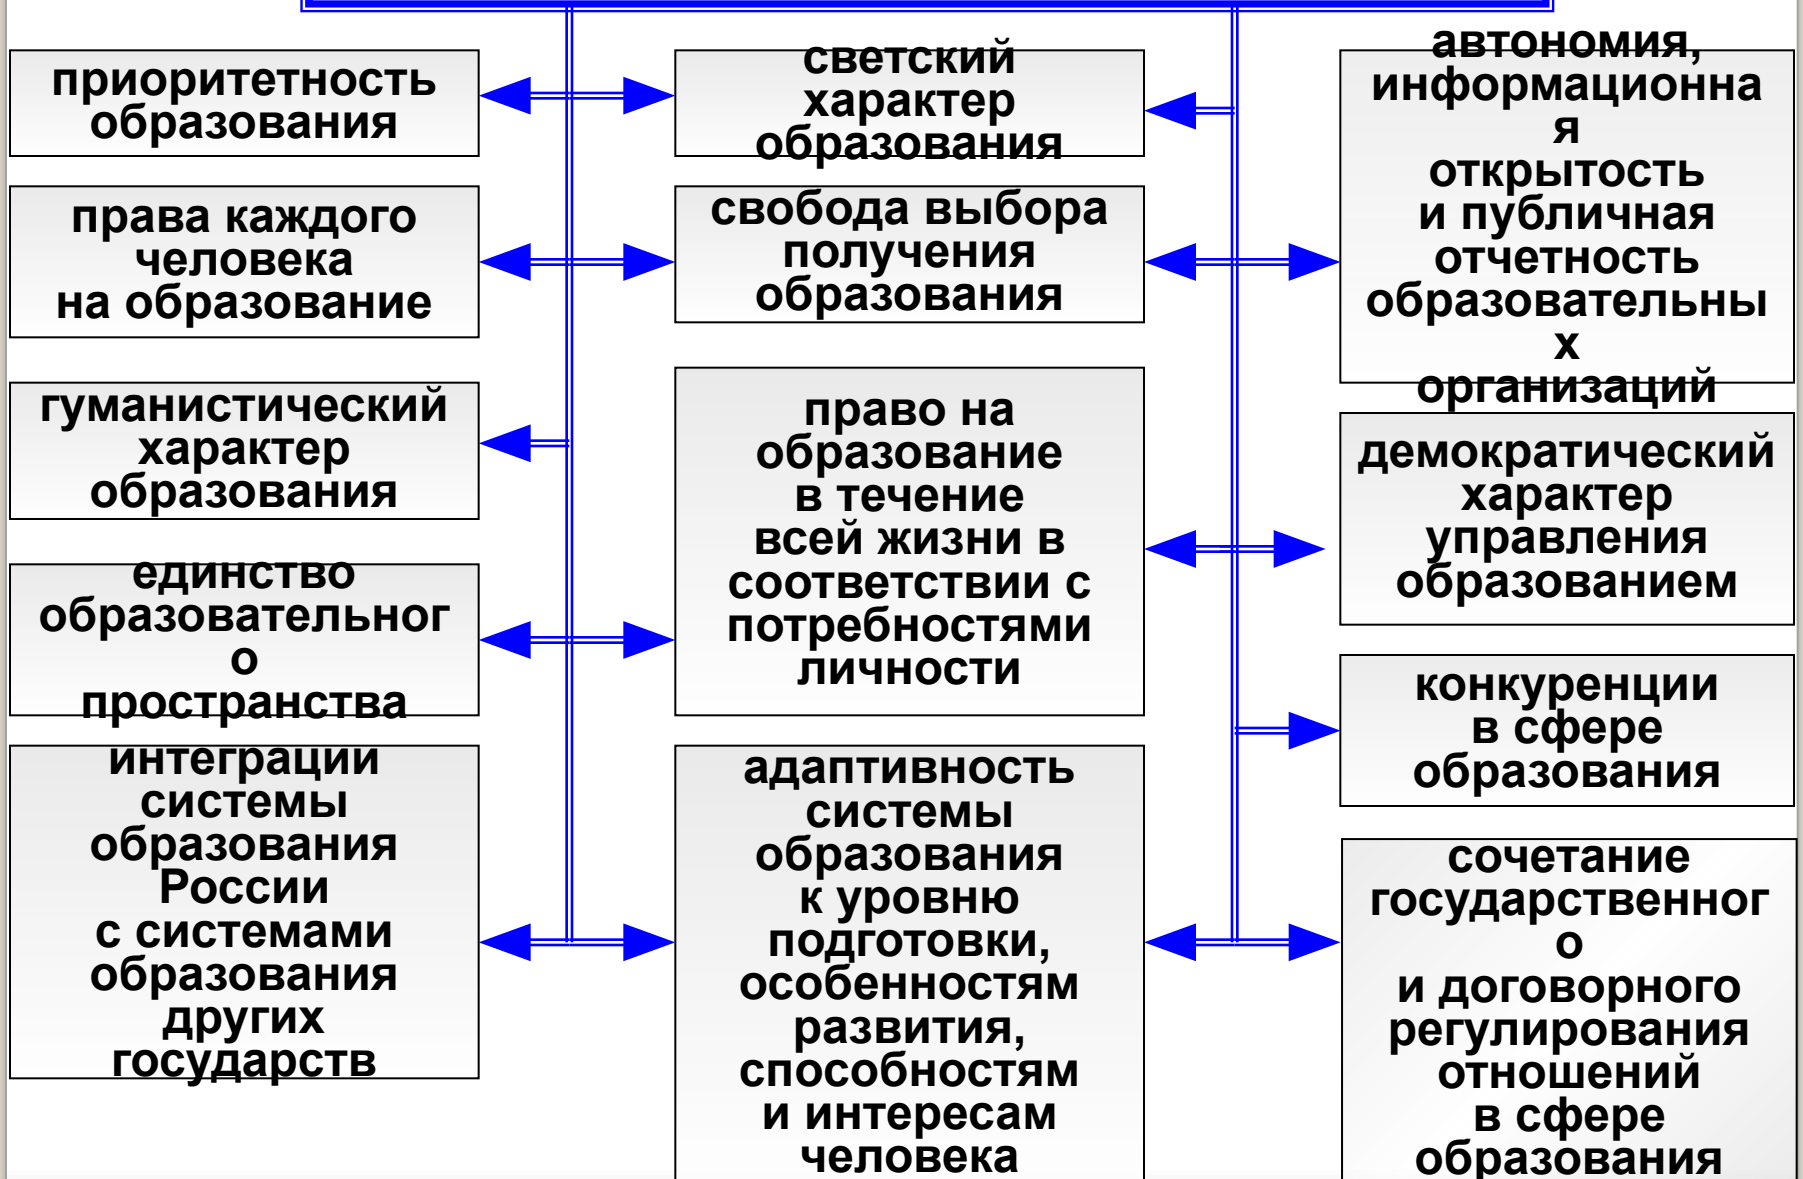 приоритетность
образования
права каждого
человека
на образование
гуманистический
характер
образования
единство
образовательног
о
пространства
интеграции
системы
образования
России
с системами
образования
других
государств
светский
характер
образования
свобода выбора
получения
образования
право на
образование
в течение
всей жизни в
соответствии с
потребностями
личности
адаптивность
системы
образования
к уровню
подготовки,
особенностям
развития,
способностям
и интересам
человека
автономия,
информационна
я
открытость
и публичная
отчетность
образовательны
х
организаций
демократический
характер
управления
образованием
конкуренции
в сфере
образования
сочетание
государственног
о
и договорного
регулирования
отношений
в сфере
образования